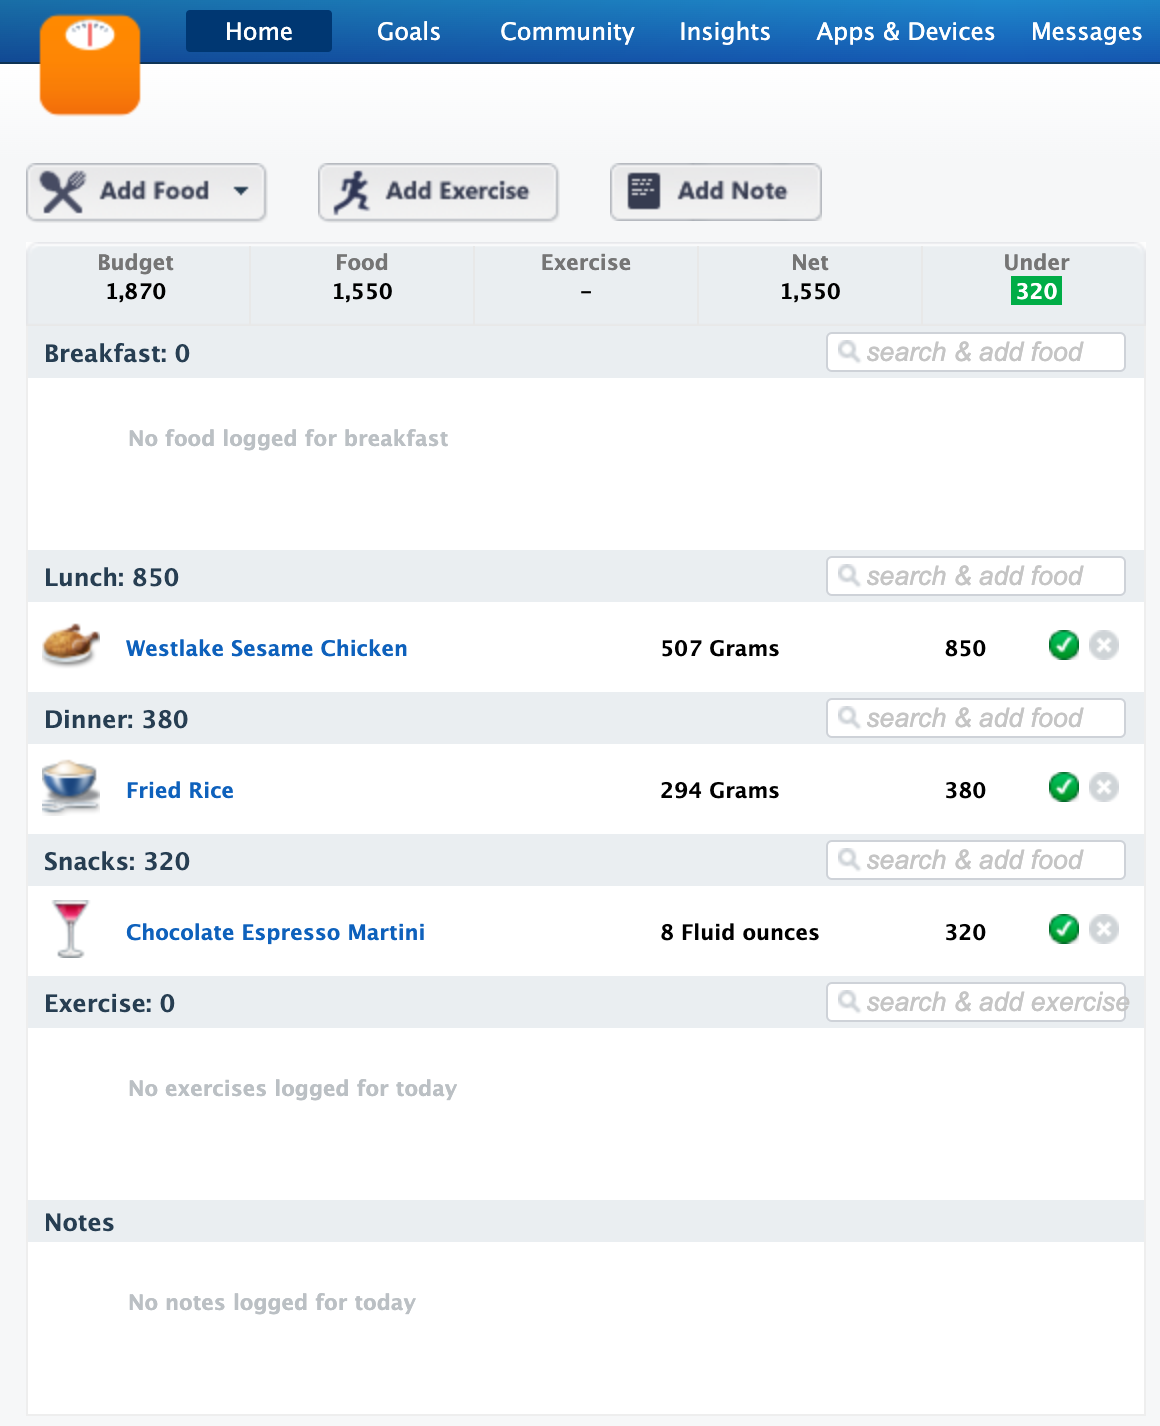 Home Goals Community Insights Apps & Devices Messages
Add Food Add Exercise Add Note
Budget Food Exercise Net Under
1,870 1,550 – 1,550 320
Breakfast: 0 search & add food
No food logged for breakfast
Lunch: 850 search & add food
Westlake Sesame Chicken 507 Grams 850
Dinner: 380 search & add food
Fried Rice 294 Grams 380
Snacks: 320 search & add food
Chocolate Espresso Martini 8 Fluid ounces 320
Exercise: 0 search & add exercise
No exercises logged for today
Notes
No notes logged for today